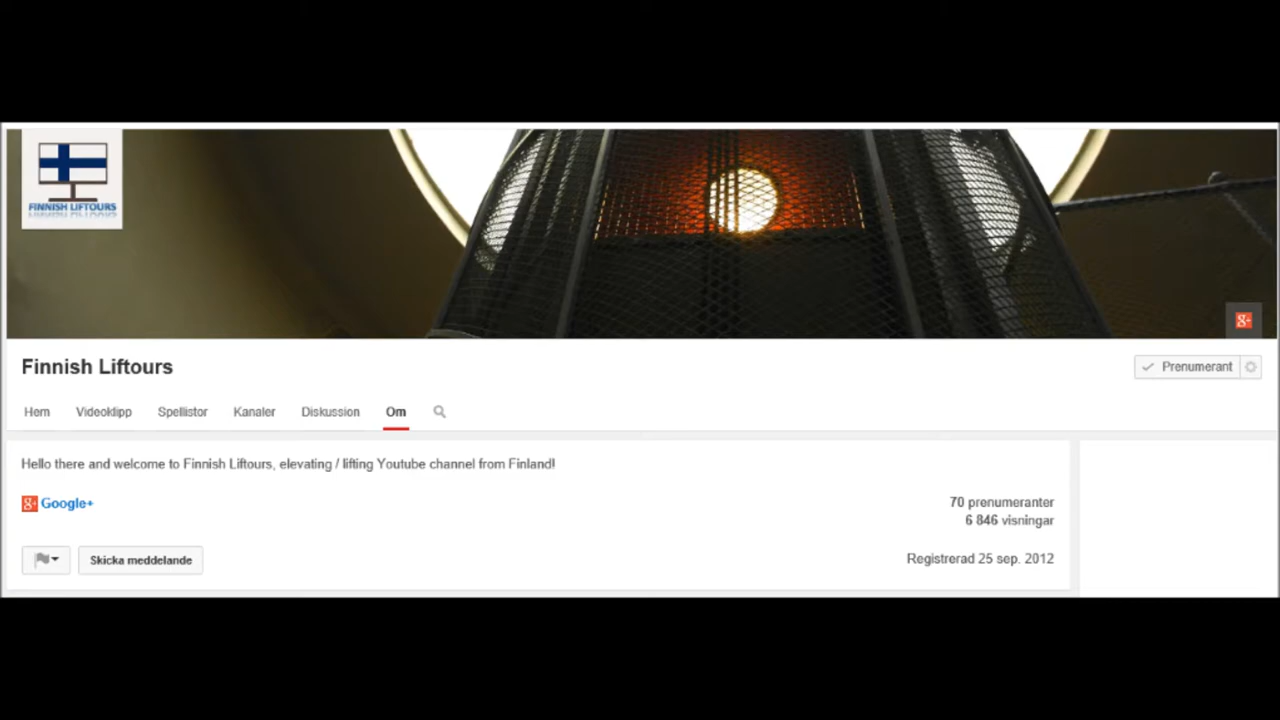 FINNISH LIFTOURS
g+
Finnish Liftours
Prenumerant
Hem Videoklipp Spellistor Kanaler Diskussion Om
Hello there and welcome to Finnish Liftours, elevating / lifting Youtube channel from Finland!
g+ Google+
70 prenumeranter
6 846 visningar
Skicka meddelande
Registrerad 25 sep. 2012